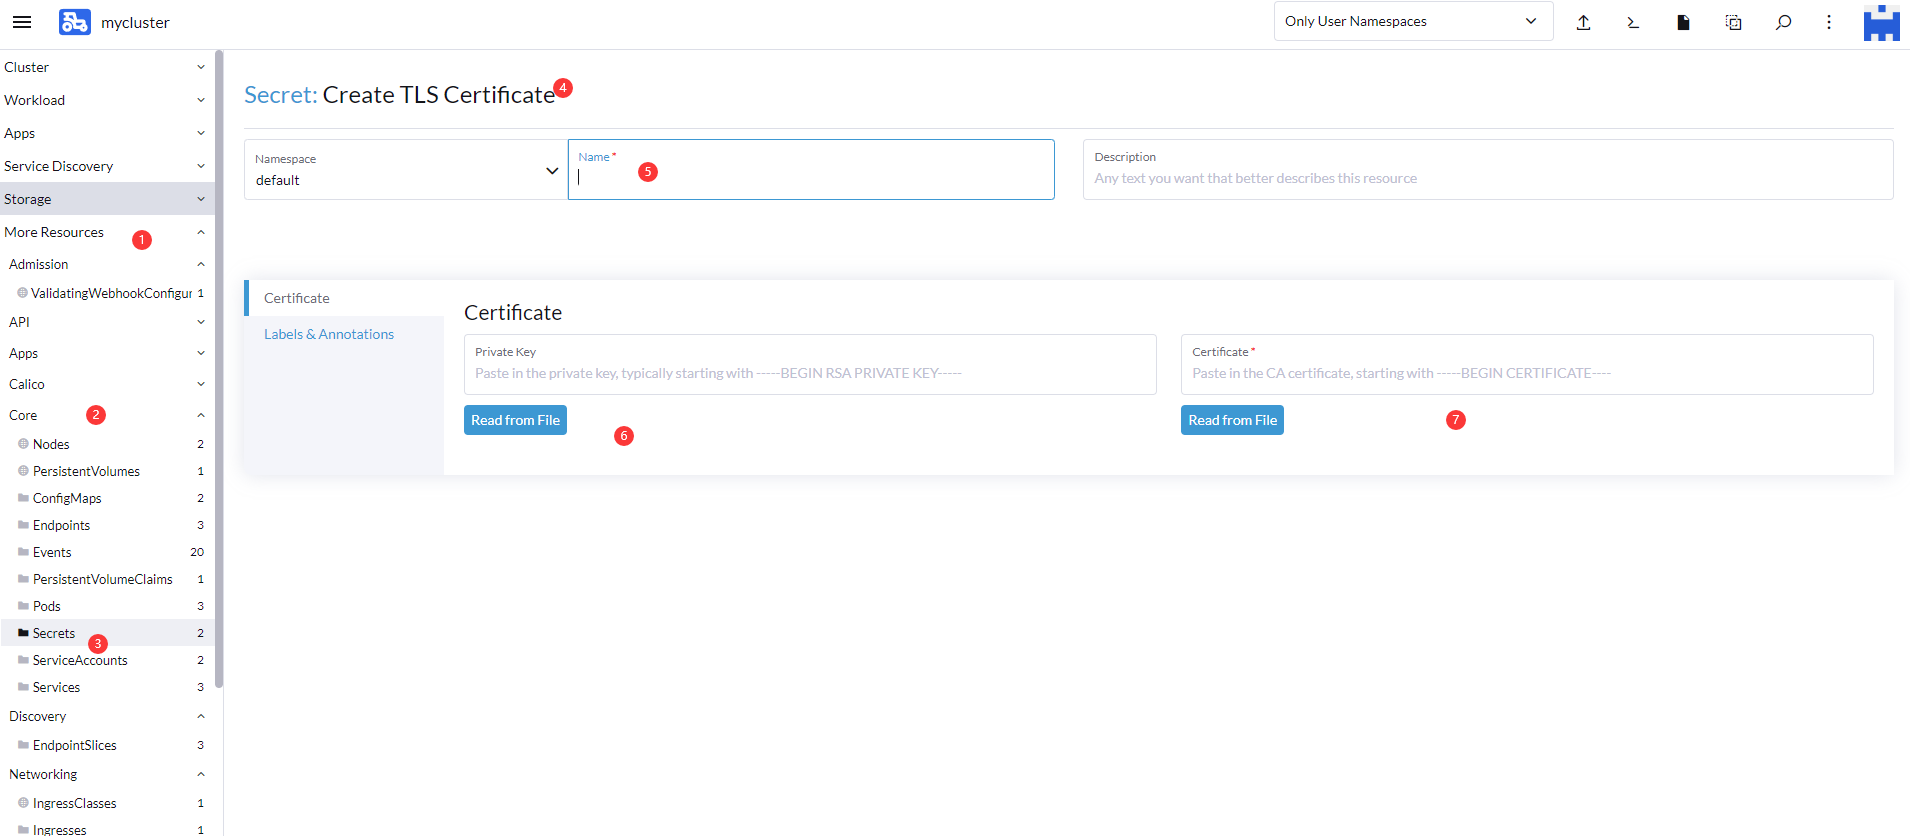 mycluster
Only User Namespaces
Cluster
Workload
Apps
Service Discovery
Storage
More Resources
1
Admission
ValidatingWebhookConfigur 1
API
Apps
Calico
Core
2
Nodes 2
PersistentVolumes 1
ConfigMaps 2
Endpoints 3
Events 20
PersistentVolumeClaims 1
Pods 3
Secrets 2
3
ServiceAccounts 2
Services 3
Discovery
EndpointSlices 3
Networking
IngressClasses 1
Ingresses 1
Secret: Create TLS Certificate
4
Namespace
default
Name *
5
Description
Any text you want that better describes this resource
Certificate
Labels & Annotations
Certificate
Private Key
Paste in the private key, typically starting with -----BEGIN RSA PRIVATE KEY-----
Read from File
6
Certificate *
Paste in the CA certificate, starting with -----BEGIN CERTIFICATE----
Read from File
7